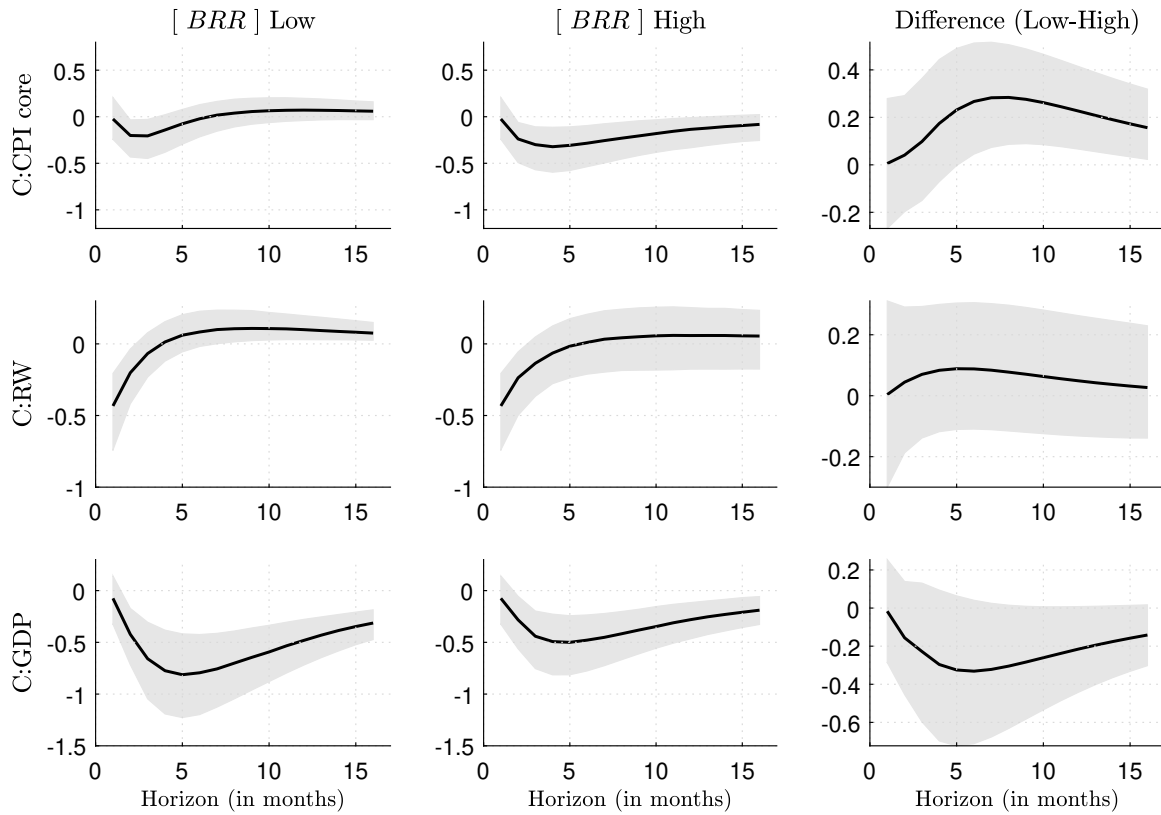 [ BRR ] Low
[ BRR ] High
Difference (Low-High)
C:CPI core
0.5
0
-0.5
-1
0 5 10 15
0.5
0
-0.5
-1
0 5 10 15
0.4
0.2
0
-0.2
0 5 10 15
C:RW
0
-0.5
-1
0 5 10 15
0
-0.5
-1
0 5 10 15
0.2
0
-0.2
0 5 10 15
C:GDP
0
-0.5
-1
-1.5
0 5 10 15
Horizon (in months)
0
-0.5
-1
-1.5
0 5 10 15
Horizon (in months)
0.2
0
-0.2
-0.4
-0.6
0 5 10 15
Horizon (in months)